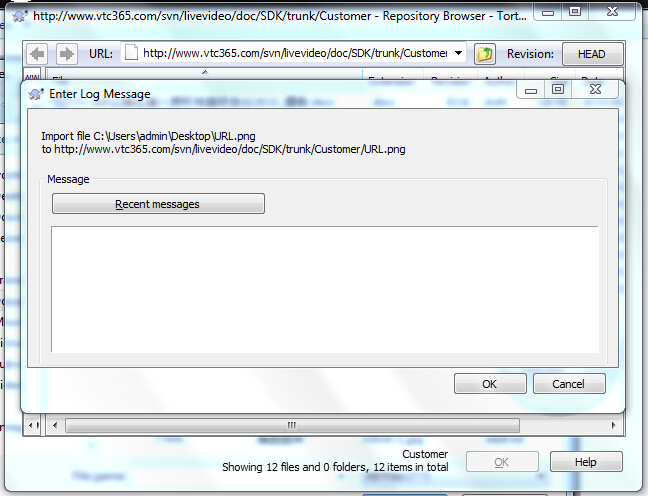 http://www.vtc365.com/svn/livevideo/doc/SDK/trunk/Customer - Repository Browser - Tort...
URL: http://www.vtc365.com/svn/livevideo/doc/SDK/trunk/Customer Revision: HEAD
Enter Log Message
Import file C:\Users\admin\Desktop\URL.png
to http://www.vtc365.com/svn/livevideo/doc/SDK/trunk/Customer/URL.png
Message
Recent messages
OK Cancel
Customer
Showing 12 files and 0 folders, 12 items in total
OK Help